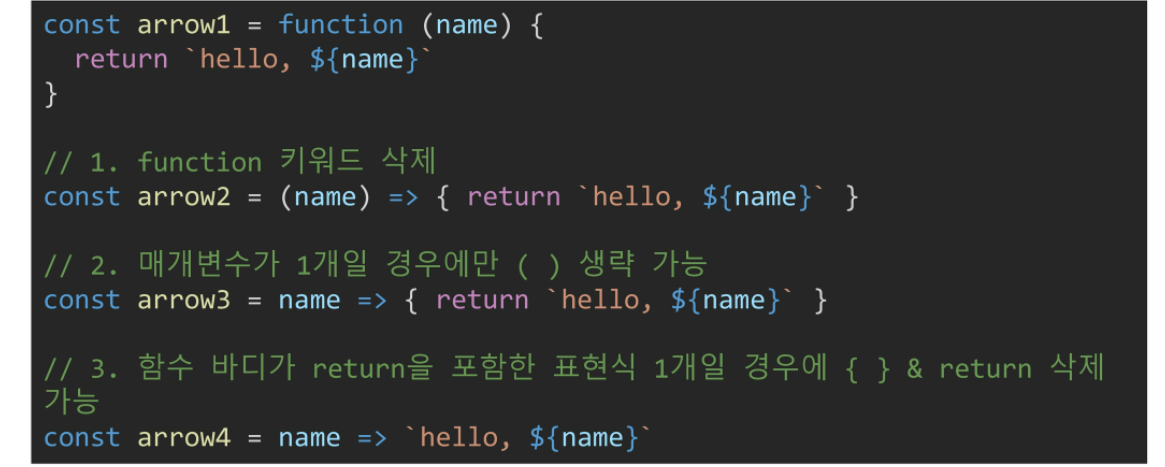 const arrow1 = function (name) {
  return `hello, ${name}`
}

// 1. function 키워드 삭제
const arrow2 = (name) => { return `hello, ${name}` }

// 2. 매개변수가 1개일 경우에만 ( ) 생략 가능
const arrow3 = name => { return `hello, ${name}` }

// 3. 함수 바디가 return을 포함한 표현식 1개일 경우에 { } & return 삭제
가능
const arrow4 = name => `hello, ${name}`